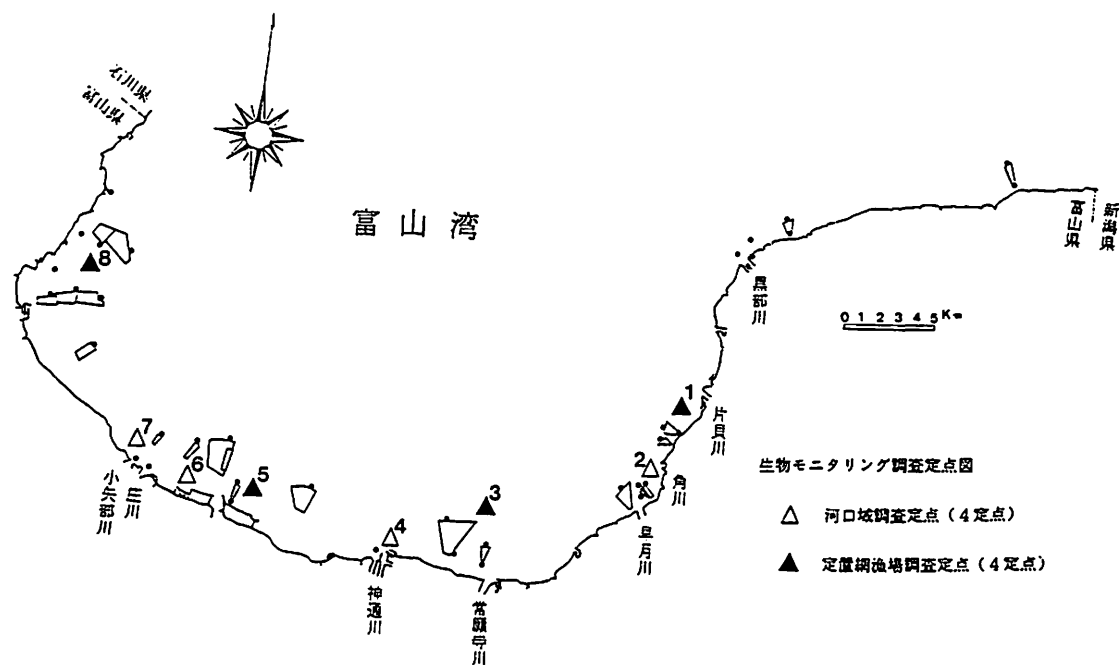 石川県
富山県
富山湾
8
7
6
5
4
3
2
1
小矢部川
庄川
神通川
常願寺川
早月川
角川
片貝川
黒部川
富山県
新潟県
0 1 2 3 4 5 Km
生物モニタリング調査定点図
△ 河口域調査定点(4定点)
▲ 定置網漁場調査定点(4定点)